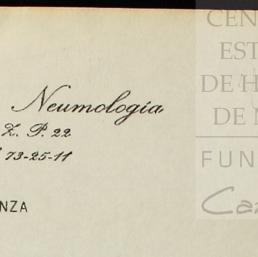 Neumología
Z. P. 22
73-25-11
NZA
CEN
EST
DE H
DE
FUN
Ca